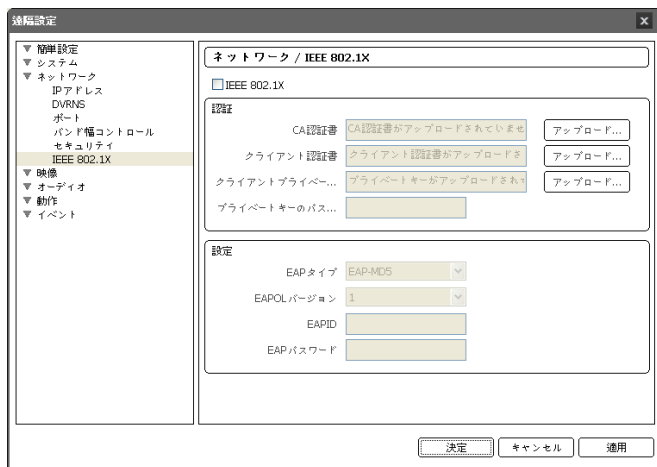 遠隔設定
▼ 簡単設定
▼ システム
▼ ネットワーク
IPアドレス
DVRNS
ポート
バンド幅コントロール
セキュリティ
IEEE 802.1X
▼ 映像
▼ オーディオ
▼ 動作
▼ イベント
ネットワーク / IEEE 802.1X
IEEE 802.1X
認証
CA認証書 CA認証書がアップロードされていませ アップロード...
クライアント認証書 クライアント認証書がアップロードさ アップロード...
クライアントプライベー... プライベートキーがアップロードされて アップロード...
プライベートキーのパス...
設定
EAPタイプ EAP-MD5
EAPOLバージョン 1
EAPID
EAPパスワード
決定 キャンセル 適用